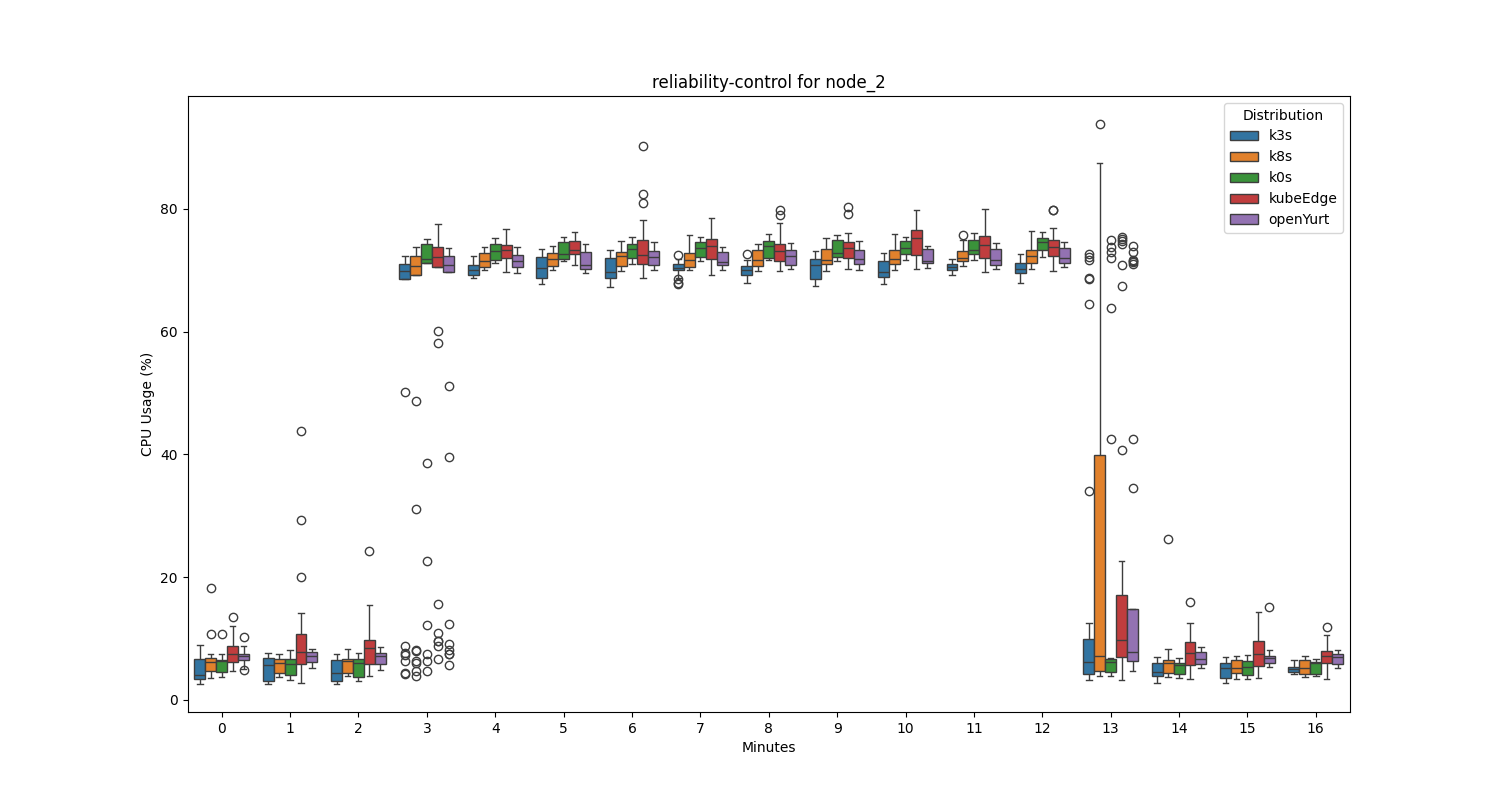 reliability-control for node_2
Distribution
k3s
k8s
k0s
kubeEdge
openYurt
CPU Usage (%)
80
60
40
20
0
0 1 2 3 4 5 6 7 8 9 10 11 12 13 14 15 16
Minutes